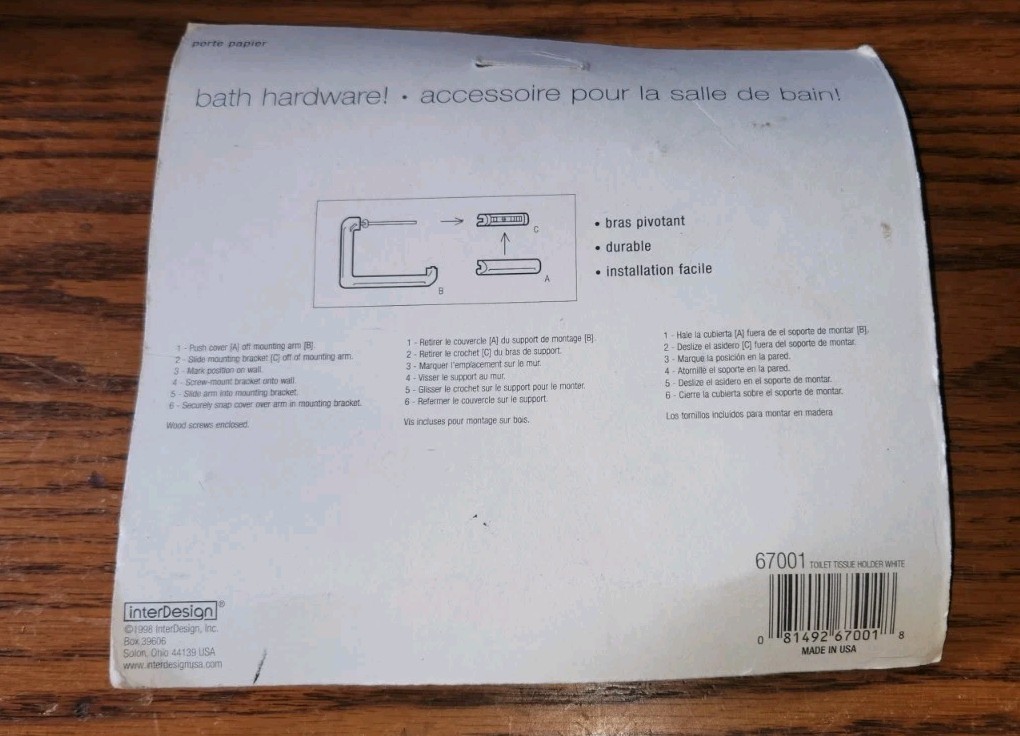 porte papier
bath hardware! • accessoire pour la salle de bain!
C
A
B
• bras pivotant
• durable
• installation facile
1 - Push cover [A] off mounting arm [B].
2 - Slide mounting bracket [C] off of mounting arm.
3 - Mark position on wall.
4 - Screw-mount bracket onto wall.
5 - Slide arm into mounting bracket.
6 - Securely snap cover over arm in mounting bracket.
Wood screws enclosed.
1 - Retirer le couvercle [A] du support de montage [B].
2 - Retirer le crochet [C] du bras de support.
3 - Marquer l'emplacement sur le mur.
4 - Visser le support au mur.
5 - Glisser le crochet sur le support pour le monter.
6 - Refermer le couvercle sur le support.
Vis incluses pour montage sur bois.
1 - Hale la cubierta [A] fuera de el soporte de montar [B].
2 - Deslize el asidero [C] fuera del soporte de montar.
3 - Marque la posición en la pared.
4 - Atornille el soporte en la pared.
5 - Deslize el asidero en el soporte de montar.
6 - Cierre la cubierta sobre el soporte de montar.
Los tornillos incluidos para montar en madera
67001 TOILET TISSUE HOLDER WHITE
0 81492 67001 8
MADE IN USA
interDesign®
©1998 InterDesign, Inc.
Box 39606
Solon, Ohio 44139 USA
www.interdesignusa.com